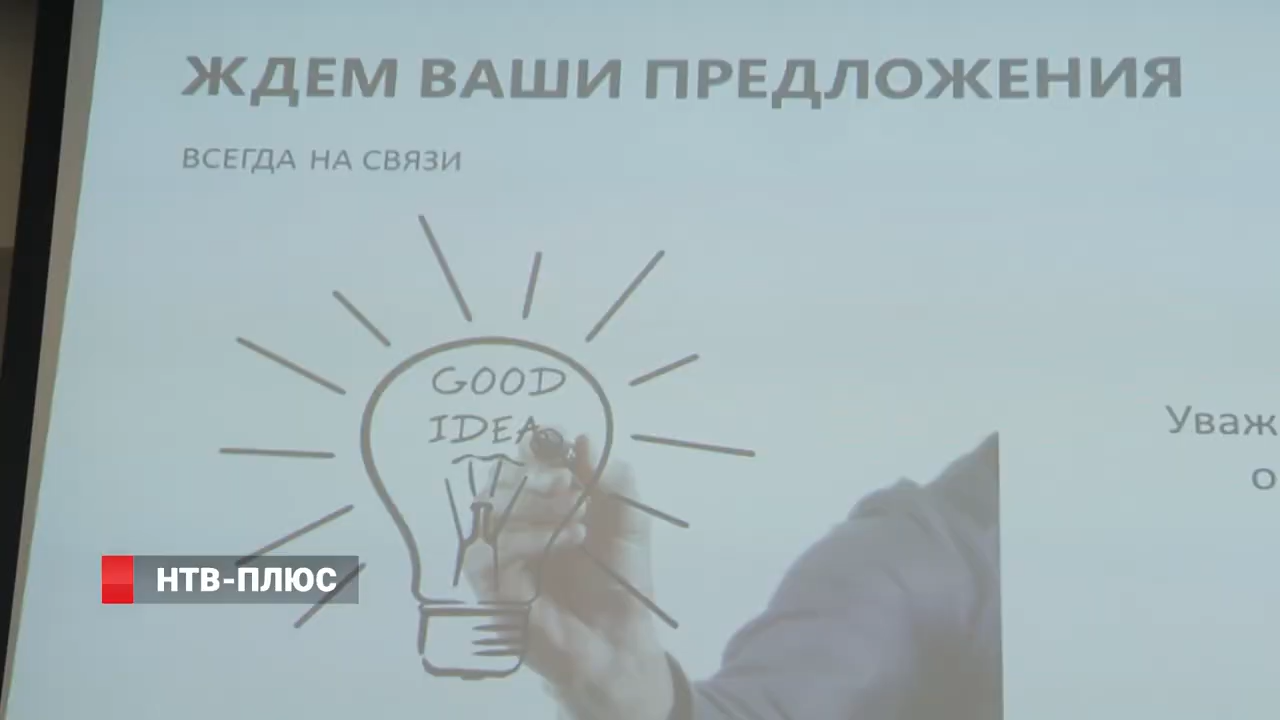 ЖДЕМ ВАШИ ПРЕДЛОЖЕНИЯ
ВСЕГДА НА СВЯЗИ
GOOD
IDEA
Уваж
о
НТВ-ПЛЮС